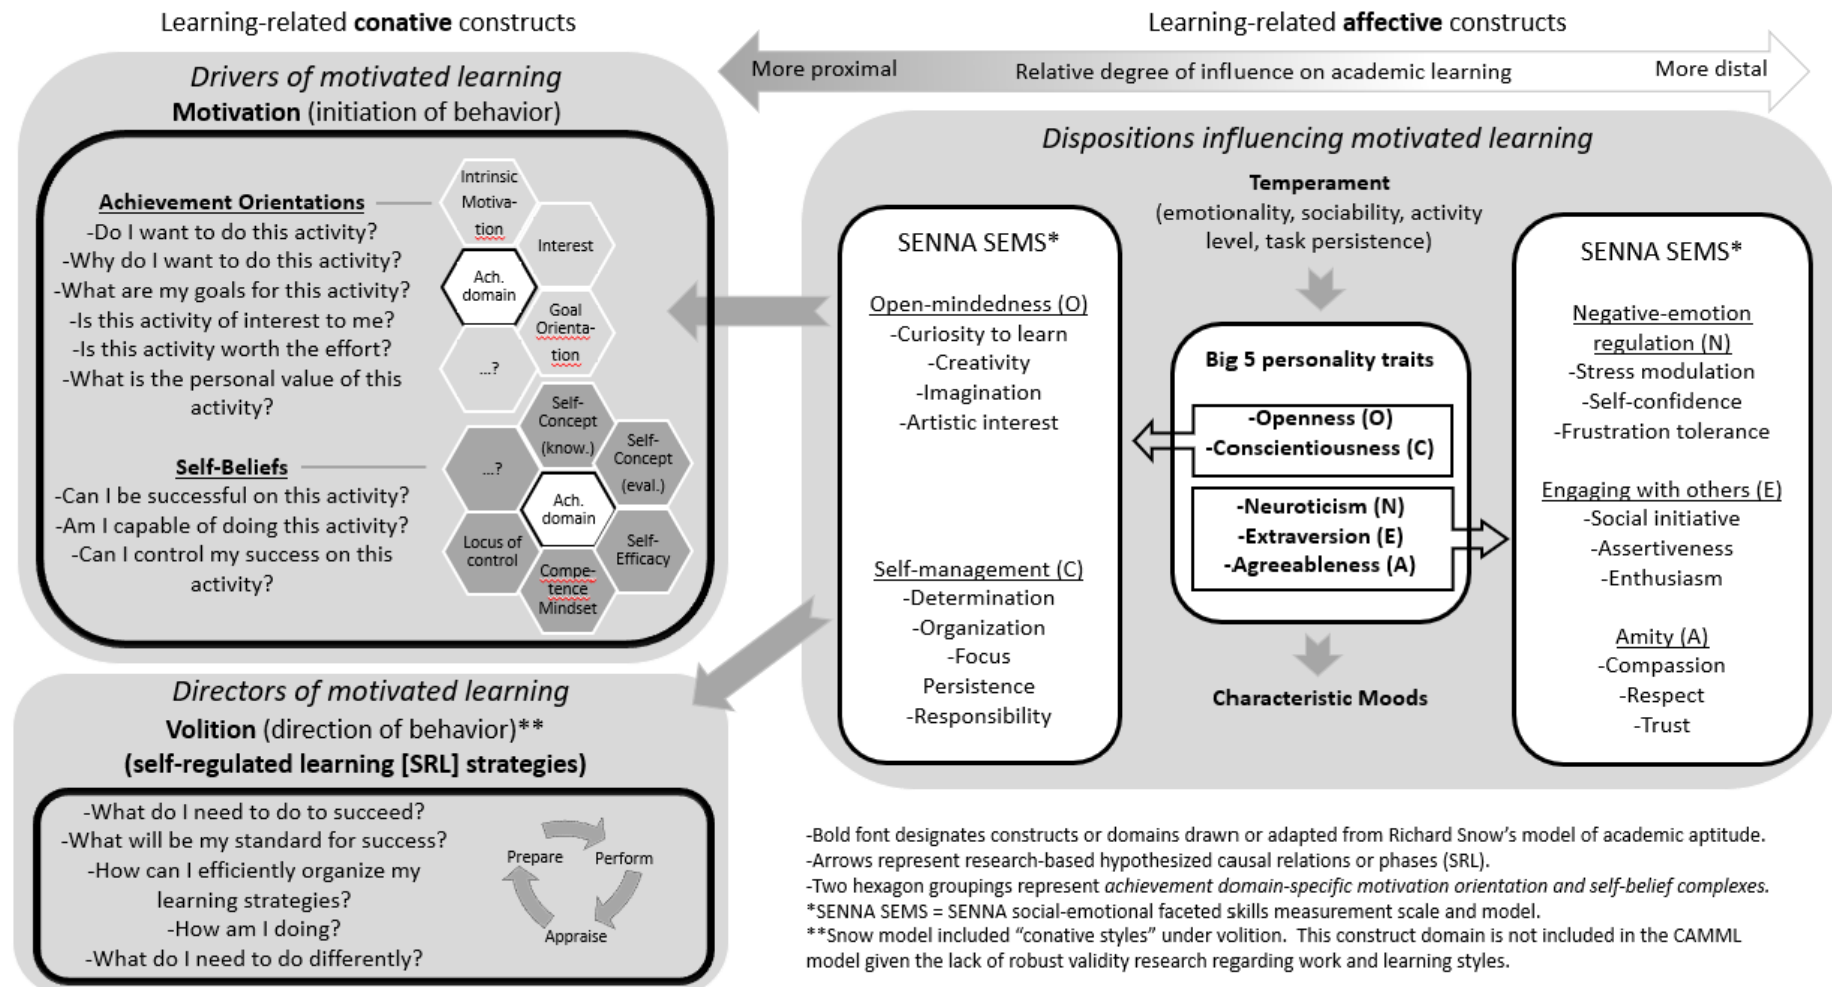 Learning-related conative constructs
Drivers of motivated learning
Motivation (initiation of behavior)
Achievement Orientations
-Do I want to do this activity?
-Why do I want to do this activity?
-What are my goals for this activity?
-Is this activity of interest to me?
-Is this activity worth the effort?
-What is the personal value of this
activity?
Intrinsic
Motiva-
tion
Interest
Ach.
domain
Goal
Orienta-
tion
...?
Self-Beliefs
-Can I be successful on this activity?
-Am I capable of doing this activity?
-Can I control my success on this
activity?
Self-
Concept
(know.)
Self-
Concept
(eval.)
...?
Ach.
domain
Locus of
control
Self-
Efficacy
Compe-
tence
Mindset
Directors of motivated learning
Volition (direction of behavior)**
(self-regulated learning [SRL] strategies)
-What do I need to do to succeed?
-What will be my standard for success?
-How can I efficiently organize my
learning strategies?
-How am I doing?
-What do I need to do differently?
Prepare
Perform
Appraise
Learning-related affective constructs
More proximal
Relative degree of influence on academic learning
More distal
Dispositions influencing motivated learning
SENNA SEMS*
Open-mindedness (O)
-Curiosity to learn
-Creativity
-Imagination
-Artistic interest
Self-management (C)
-Determination
-Organization
-Focus
Persistence
-Responsibility
Temperament
(emotionality, sociability, activity
level, task persistence)
Big 5 personality traits
-Openness (O)
-Conscientiousness (C)
-Neuroticism (N)
-Extraversion (E)
-Agreeableness (A)
Characteristic Moods
SENNA SEMS*
Negative-emotion
regulation (N)
-Stress modulation
-Self-confidence
-Frustration tolerance
Engaging with others (E)
-Social initiative
-Assertiveness
-Enthusiasm
Amity (A)
-Compassion
-Respect
-Trust
-Bold font designates constructs or domains drawn or adapted from Richard Snow's model of academic aptitude.
-Arrows represent research-based hypothesized causal relations or phases (SRL).
-Two hexagon groupings represent achievement domain-specific motivation orientation and self-belief complexes.
*SENNA SEMS = SENNA social-emotional faceted skills measurement scale and model.
**Snow model included "conative styles" under volition. This construct domain is not included in the CAMML
model given the lack of robust validity research regarding work and learning styles.